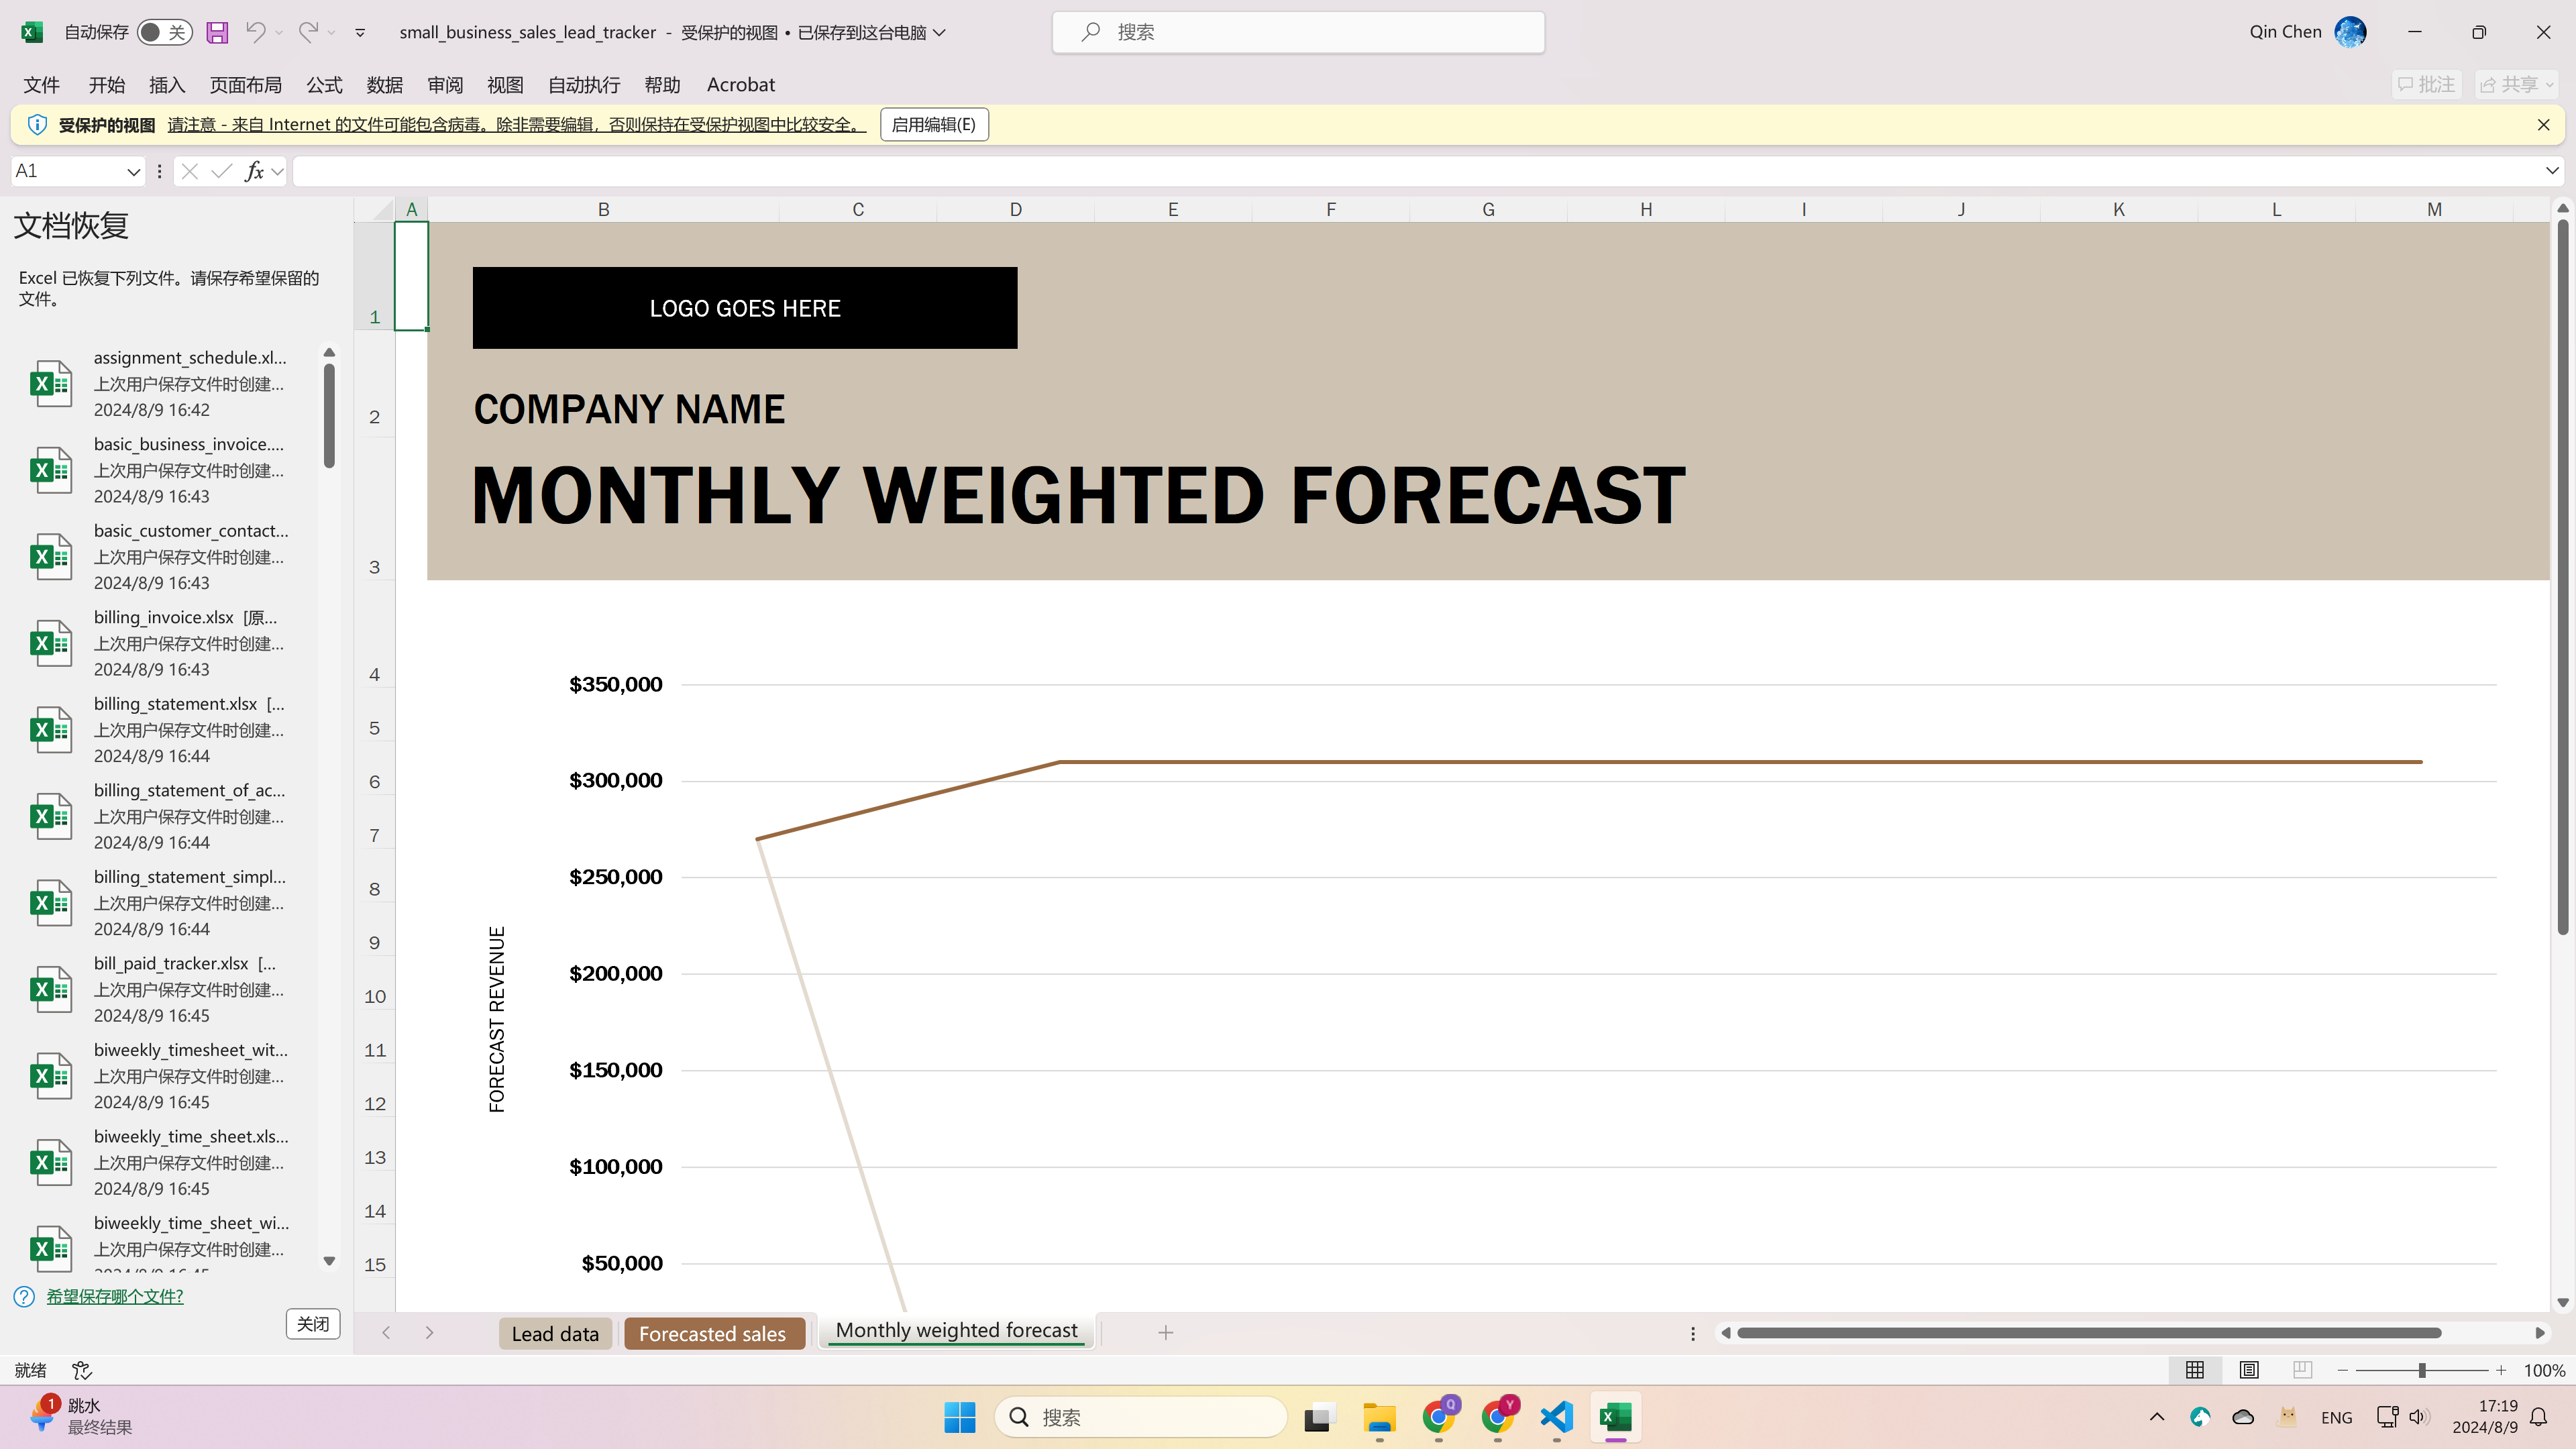 自动保存 关 small_business_sales_lead_tracker - 受保护的视图 • 已保存到这台电脑 搜索 Qin Chen
文件 开始 插入 页面布局 公式 数据 审阅 视图 自动执行 帮助 Acrobat 批注 共享
受保护的视图 请注意 - 来自 Internet 的文件可能包含病毒。除非需要编辑，否则保持在受保护视图中比较安全。 启用编辑(E)
A1 fx
文档恢复
Excel 已恢复下列文件。请保存希望保留的
文件。
assignment_schedule.xl...
上次用户保存文件时创建...
2024/8/9 16:42
basic_business_invoice....
上次用户保存文件时创建...
2024/8/9 16:43
basic_customer_contact...
上次用户保存文件时创建...
2024/8/9 16:43
billing_invoice.xlsx [原...
上次用户保存文件时创建...
2024/8/9 16:43
billing_statement.xlsx [...
上次用户保存文件时创建...
2024/8/9 16:44
billing_statement_of_ac...
上次用户保存文件时创建...
2024/8/9 16:44
billing_statement_simpl...
上次用户保存文件时创建...
2024/8/9 16:44
bill_paid_tracker.xlsx [...
上次用户保存文件时创建...
2024/8/9 16:45
biweekly_timesheet_wit...
上次用户保存文件时创建...
2024/8/9 16:45
biweekly_time_sheet.xls...
上次用户保存文件时创建...
2024/8/9 16:45
biweekly_time_sheet_wi...
上次用户保存文件时创建...
希望保存哪个文件?
关闭
A B C D E F G H I J K L M
1
2
3
4
5
6
7
8
9
10
11
12
13
14
15
LOGO GOES HERE
COMPANY NAME
MONTHLY WEIGHTED FORECAST
$350,000
$300,000
$250,000
$200,000
$150,000
$100,000
$50,000
FORECAST REVENUE
Lead data Forecasted sales Monthly weighted forecast
就绪 100%
1 跳水
最终结果
搜索
Q Y
ENG
17:19
2024/8/9